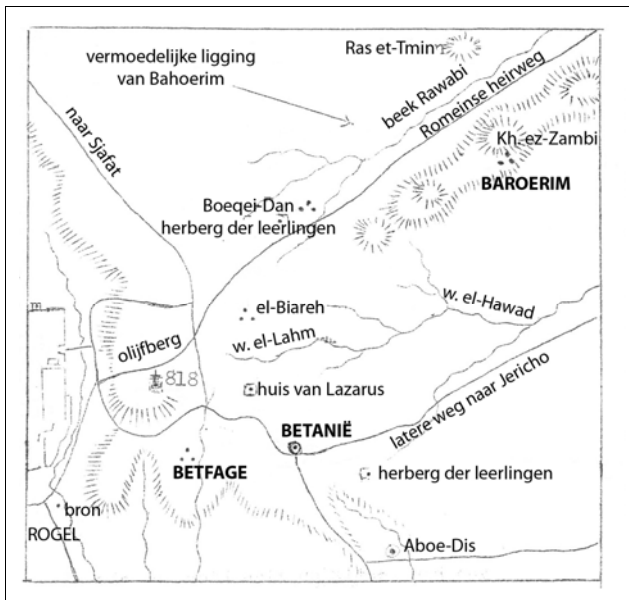 Ras et-Tmin
vermoedelijke ligging
van Bahoerim
beek Rawabi
Romeinse heirweg
naar Sjafat
Kh. ez-Zambi
BAROERIM
Boeqei-Dan
herberg der leerlingen
el-Biareh
w. el-Hawad
w. el-Lahm
olijfberg
818
huis van Lazarus
latere weg naar Jericho
BETANIË
BETFAGE
herberg der leerlingen
bron
ROGEL
Aboe-Dis